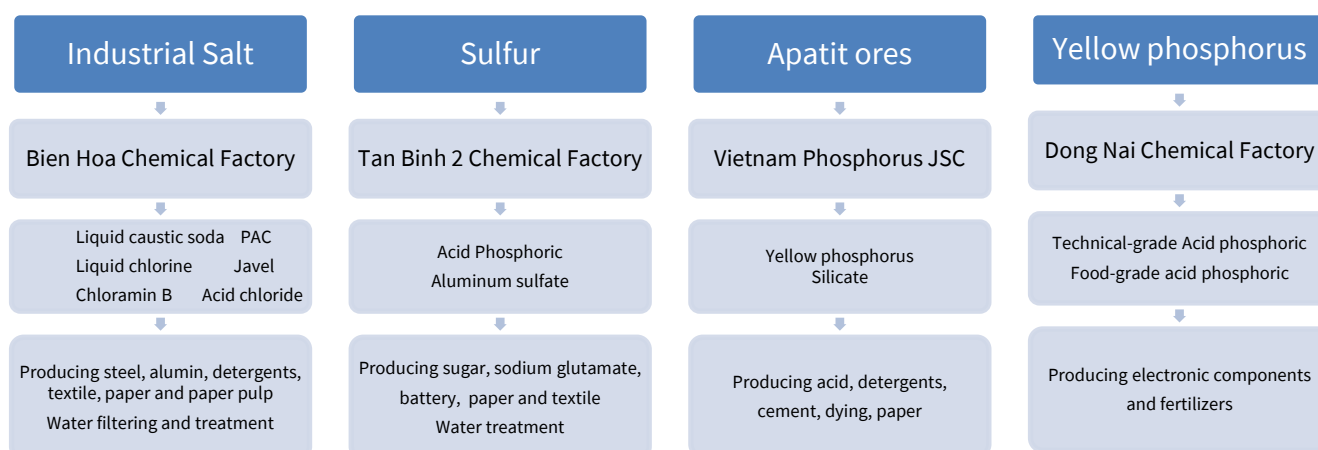 Industrial Salt
Bien Hoa Chemical Factory
Liquid caustic soda PAC
Liquid chlorine Javel
Chloramin B Acid chloride
Producing steel, alumin, detergents,
textile, paper and paper pulp
Water filtering and treatment
Sulfur
Tan Binh 2 Chemical Factory
Acid Phosphoric
Aluminum sulfate
Producing sugar, sodium glutamate,
battery, paper and textile
Water treatment
Apatit ores
Vietnam Phosphorus JSC
Yellow phosphorus
Silicate
Producing acid, detergents,
cement, dying, paper
Yellow phosphorus
Dong Nai Chemical Factory
Technical-grade Acid phosphoric
Food-grade acid phosphoric
Producing electronic components
and fertilizers